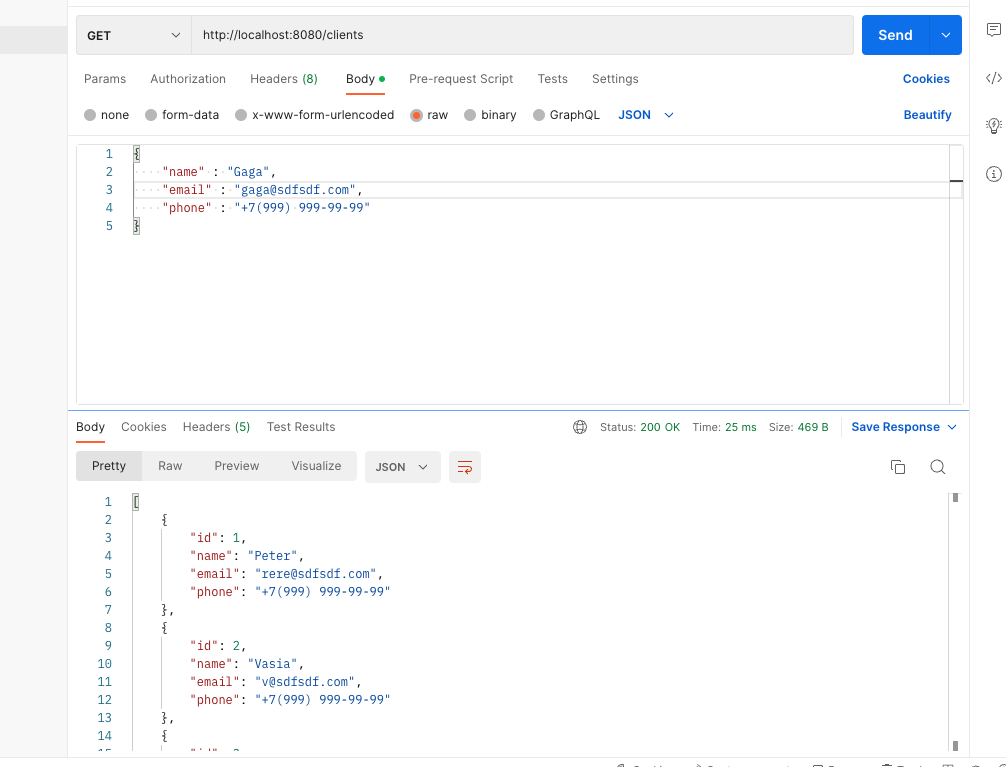 GET http://localhost:8080/clients Send
Params Authorization Headers (8) Body Pre-request Script Tests Settings Cookies
none form-data x-www-form-urlencoded raw binary GraphQL JSON Beautify
1 {
2 "name" : "Gaga",
3 "email" : "gaga@sdfsdf.com",
4 "phone" : "+7(999) 999-99-99"
5 }
Body Cookies Headers (5) Test Results Status: 200 OK Time: 25 ms Size: 469 B Save Response
Pretty Raw Preview Visualize JSON
1 [
2 {
3 "id": 1,
4 "name": "Peter",
5 "email": "rere@sdfsdf.com",
6 "phone": "+7(999) 999-99-99"
7 },
8 {
9 "id": 2,
10 "name": "Vasia",
11 "email": "v@sdfsdf.com",
12 "phone": "+7(999) 999-99-99"
13 },
14 {